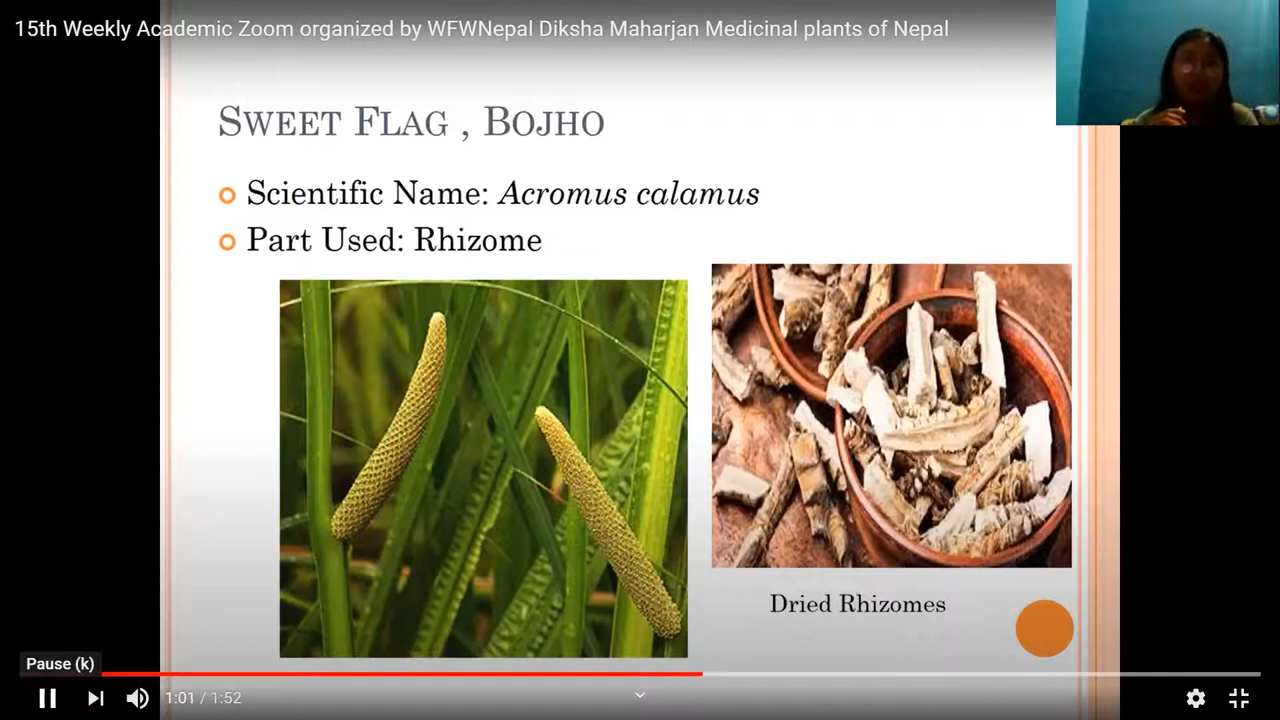 15th Weekly Academic Zoom organized by WFWNepal Diksha Maharjan Medicinal plants of Nepal
SWEET FLAG , BOJHO
Scientific Name: Acromus calamus
Part Used: Rhizome
Dried Rhizomes
Pause (k)
1:01 / 1:52